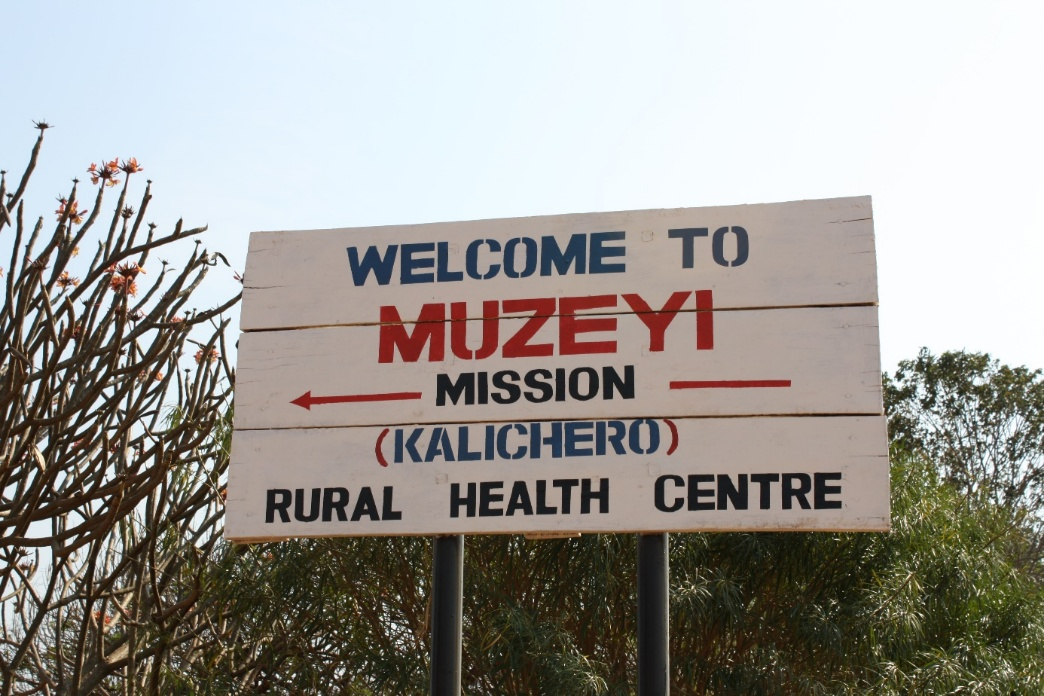 WELCOME TO
MUZEYI
MISSION
(KALICHERO)
RURAL HEALTH CENTRE